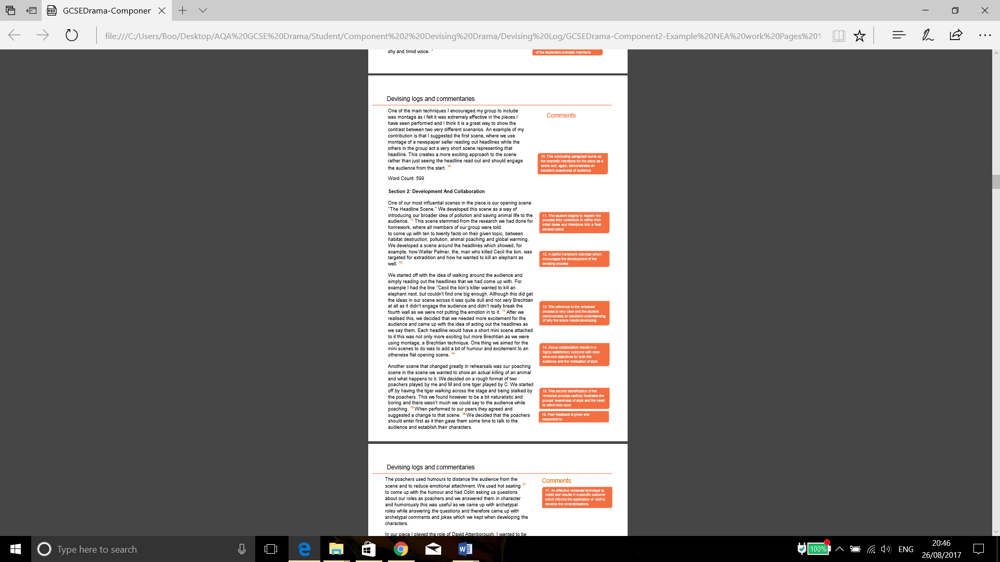 GCSEDrama-Componer
file:///C:/Users/Boo/Desktop/AQA%20GCSE%20Drama/Student/Component%202%20Devising%20Drama/Devising%20Log/GCSEDrama-Component2-Example%20NEA%20work%20Pages%201
shy and timid voice.
of the students's dramatic intentions
Devising logs and commentaries
One of the main techniques I encouraged my group to include
was montage as I felt it was extremely effective in the pieces I
have seen performed and I think it is a great way to show the
contrast between two very different scenarios. An example of my
contribution is that I suggested the first scene, where we use
montage of a newspaper seller reading out headlines while the
others in the group act a very short scene representing that
headline. This creates a more exciting approach to the scene
rather than just seeing the headline read out and should engage
the audience from the start. 10
Word Count: 599
Comments
10. This concluding paragraph sums up
the dramatic intentions for the piece as a
whole and, again, demonstrates an
excellent awareness of audience
Section 2: Development And Collaboration
One of our most influential scenes in the piece is our opening scene
"The Headline Scene." We developed this scene as a way of
introducing our broader idea of pollution and saving animal life to the
audience. 11 This scene stemmed from the research we had done for
homework, where all members of our group were told
to come up with ten to twenty facts on their given topic, between
habitat destruction, pollution, animal poaching and global warming.
We developed a scene around the headlines which showed, for
example, how Walter Palmer, the, man who killed Cecil the lion, was
targeted for extradition and how he wanted to kill an elephant as
well. 12
11. The student begins to explain the
process they undertook to refine their
initial ideas and intentions into a final
devised piece
12. A useful homework exercise which
encourages the development of the
devising process
We started off with the idea of walking around the audience and
simply reading out the headlines that we had come up with. For
example I had the line "Cecil the lion's killer wanted to kill an
elephant next, but couldn't find one big enough. Although this did get
the ideas in our scene across it was quite dull and not very Brechtian
at all as it didn't engage the audience and didn't really break the
fourth wall as we were not putting the emotion in to it. 13 After we
realised this, we decided that we needed more excitement for the
audience and came up with the idea of acting out the headlines as
we say them. Each headline would have a short mini scene attached
to it this was not only more exciting but more Brechtian as we were
using montage, a Brechtian technique. One thing we aimed for the
mini scenes to do was to add a bit of humour and excitement to an
otherwise flat opening scene. 14
13. The reference to the rehearsal
process is very clear and the student
demonstrates an excellent understanding
of why the scene needs developing
14. Group collaboration results in a
highly satisfactory outcome with clear
aims and objectives for both the
audience and the realisation of style
Another scene that changed greatly in rehearsals was our poaching
scene in the scene we wanted to show an actual killing of an animal
and what happens to it. We decided on a rough format of two
poachers played by me and M and one tiger played by C. We started
off by having the tiger walking across the stage and being stalked by
the poachers. This we found however to be a bit naturalistic and
boring and there wasn't much we could say to the audience while
poaching. 15 When performed to our peers they agreed and
suggested a change to that scene. 16 We decided that the poachers
should enter first as it then gave them some time to talk to the
audience and establish their characters.
15. This second identification of the
rehearsal process usefully illustrates the
groups' awareness of style and the need
to refine their work
16. Peer feedback is given and
responded to
Devising logs and commentaries
The poachers used humours to distance the audience from the
scene and to reduce emotional attachment. We used hot seating 17
to come up with the humour and had Colin asking us questions
about our roles as poachers and we answered them in character
and humorously this was useful as we came up with archetypal
roles while answering the questions and therefore came up with
archetypal comments and jokes which we kept when developing the
characters.
In our piece I played the role of David Attenborough. I wanted to be
Comments
17. An effective rehearsal technique is
noted and results in a specific outcome
which informs the application of skill to
develop the chracterisations
Type here to search
100%
ENG
20:46
26/08/2017